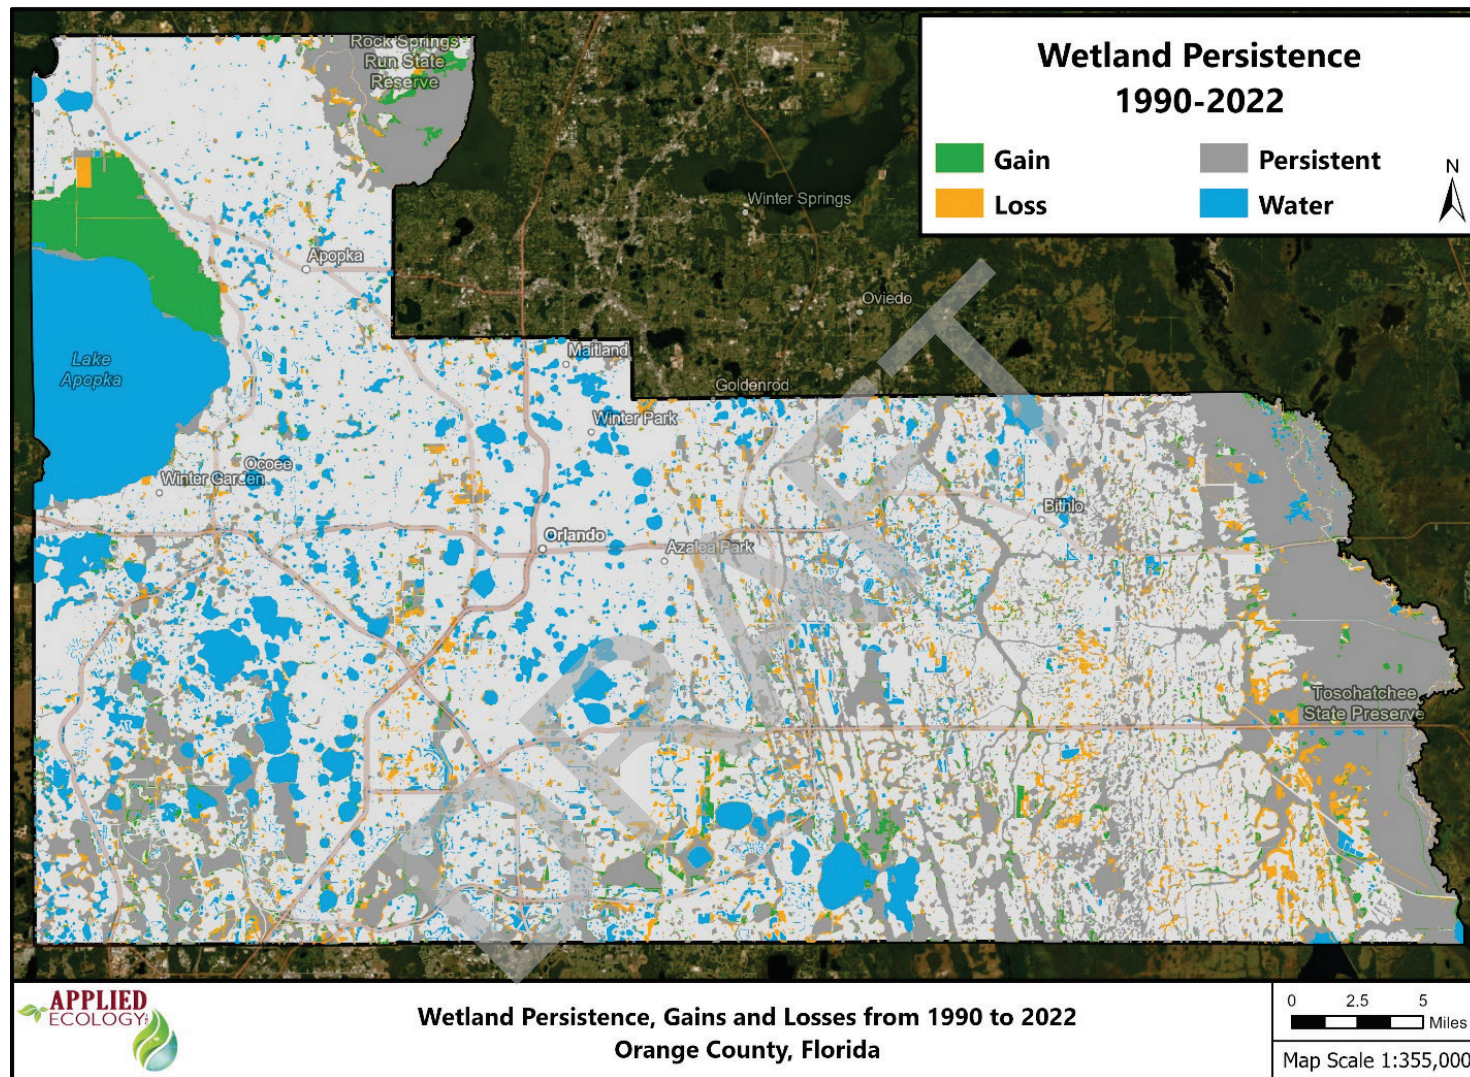 Wetland Persistence
1990-2022
Gain
Persistent
Loss
Water
N
Rock Springs
Run State
Reserve
Winter Springs
Apopka
Oviedo
Lake
Apopka
Maitland
Goldenrod
Winter Park
Ocoee
Winter Garden
Bithlo
Orlando
Azalea Park
Tosohatchee
State Preserve
DRAFT
APPLIED
ECOLOGY
Wetland Persistence, Gains and Losses from 1990 to 2022
Orange County, Florida
0 2.5 5
Miles
Map Scale 1:355,000